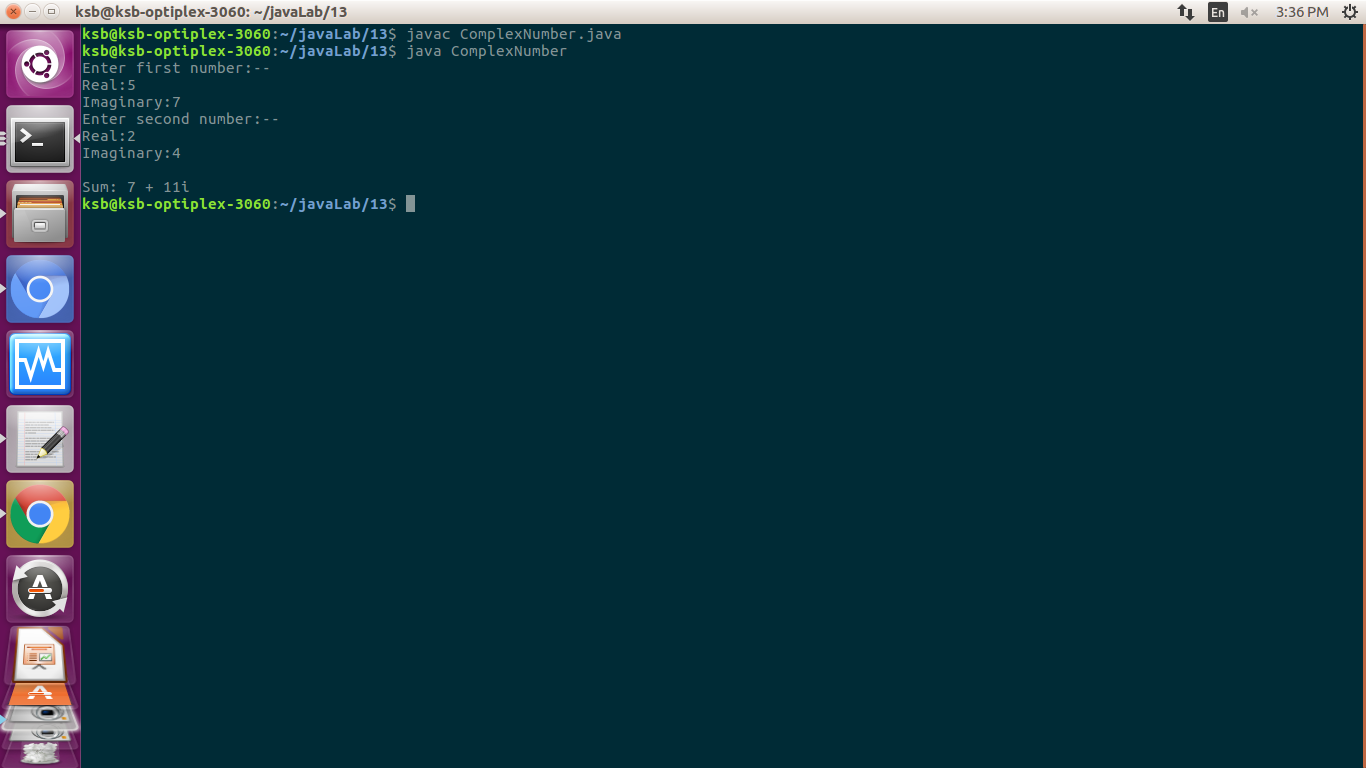 ksb@ksb-optiplex-3060: ~/javaLab/13
En
3:36 PM
ksb@ksb-optiplex-3060:~/javaLab/13$ javac ComplexNumber.java
ksb@ksb-optiplex-3060:~/javaLab/13$ java ComplexNumber
Enter first number:--
Real:5
Imaginary:7
Enter second number:--
Real:2
Imaginary:4
Sum: 7 + 11i
ksb@ksb-optiplex-3060:~/javaLab/13$